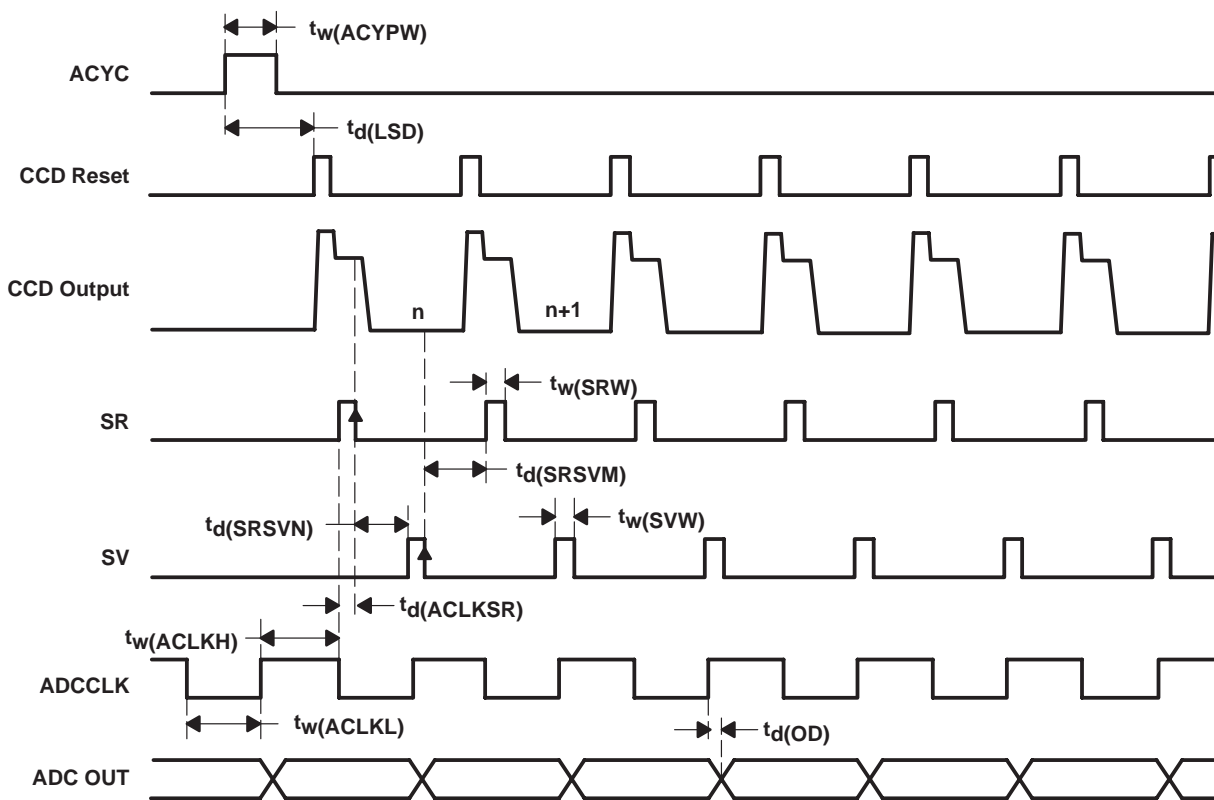 tw(ACYPW)
ACYC
td(LSD)
CCD Reset
CCD Output
n
n+1
tw(SRW)
SR
td(SRSVM)
td(SRSVN)
tw(SVW)
SV
td(ACLKSR)
tw(ACLKH)
ADCCLK
tw(ACLKL)
td(OD)
ADC OUT